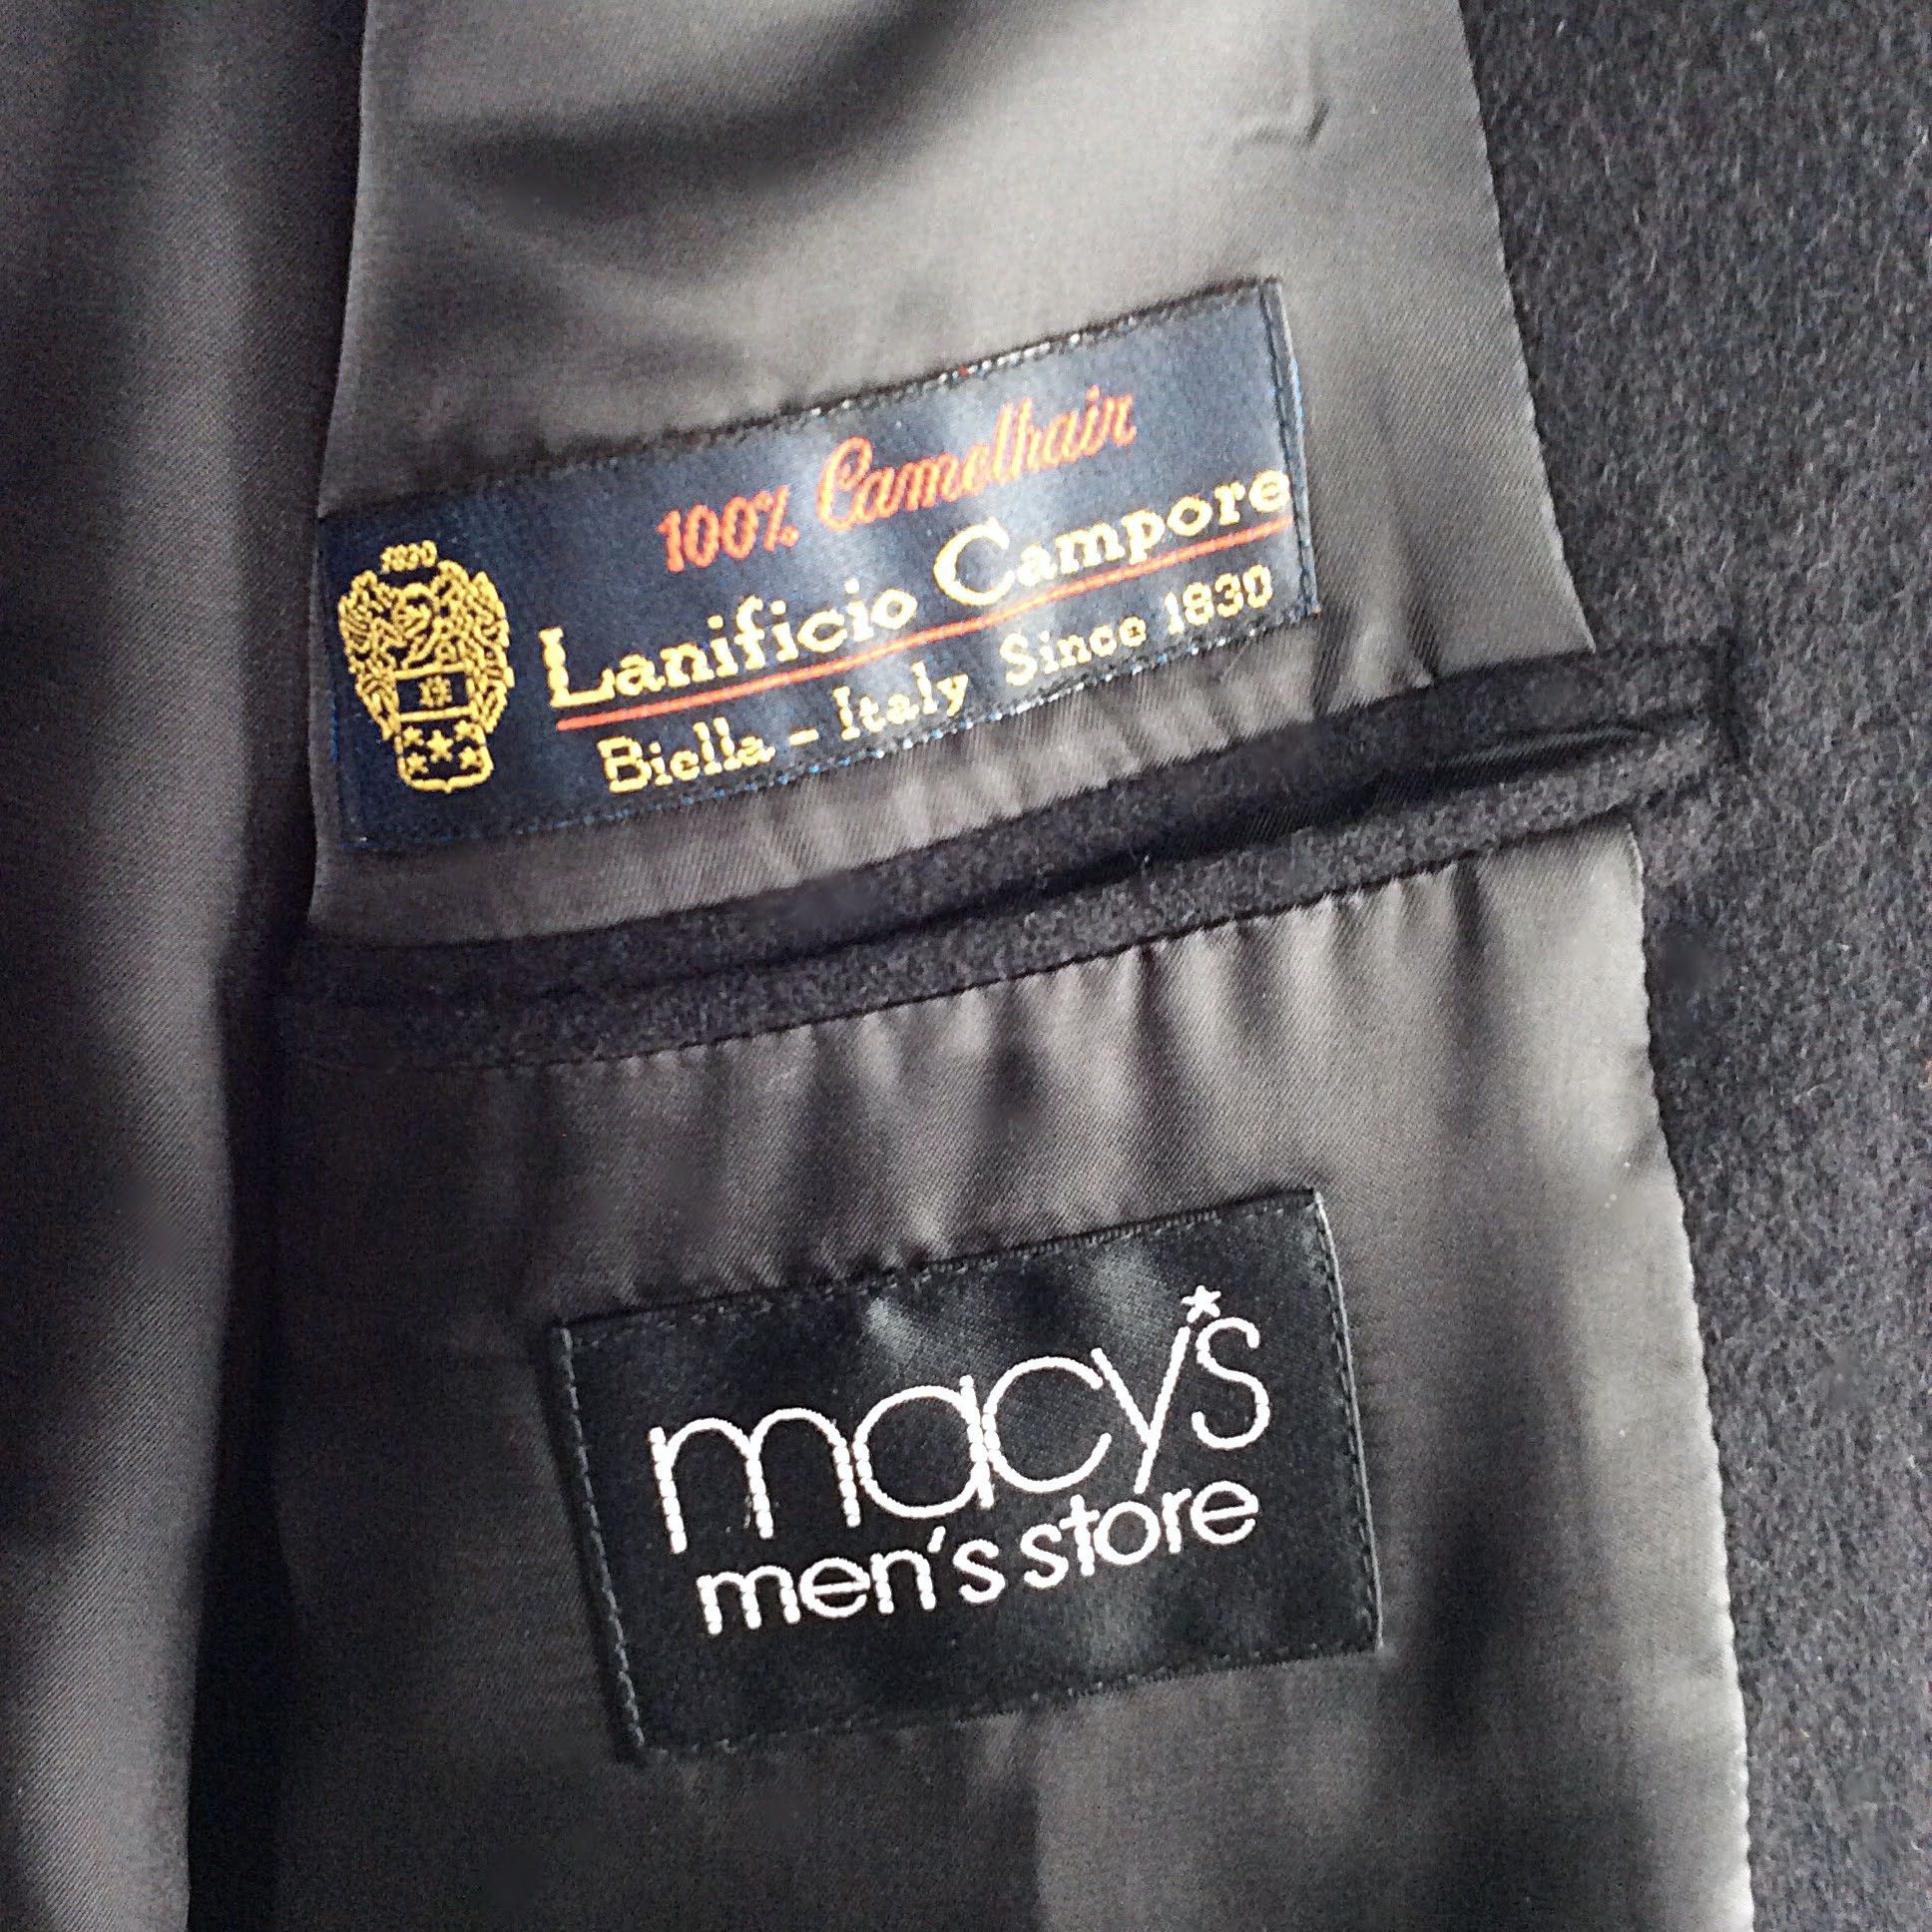 100% Camelhair
1830
Lanificio Campore
Biella - Italy Since 1830
macy's
men's store